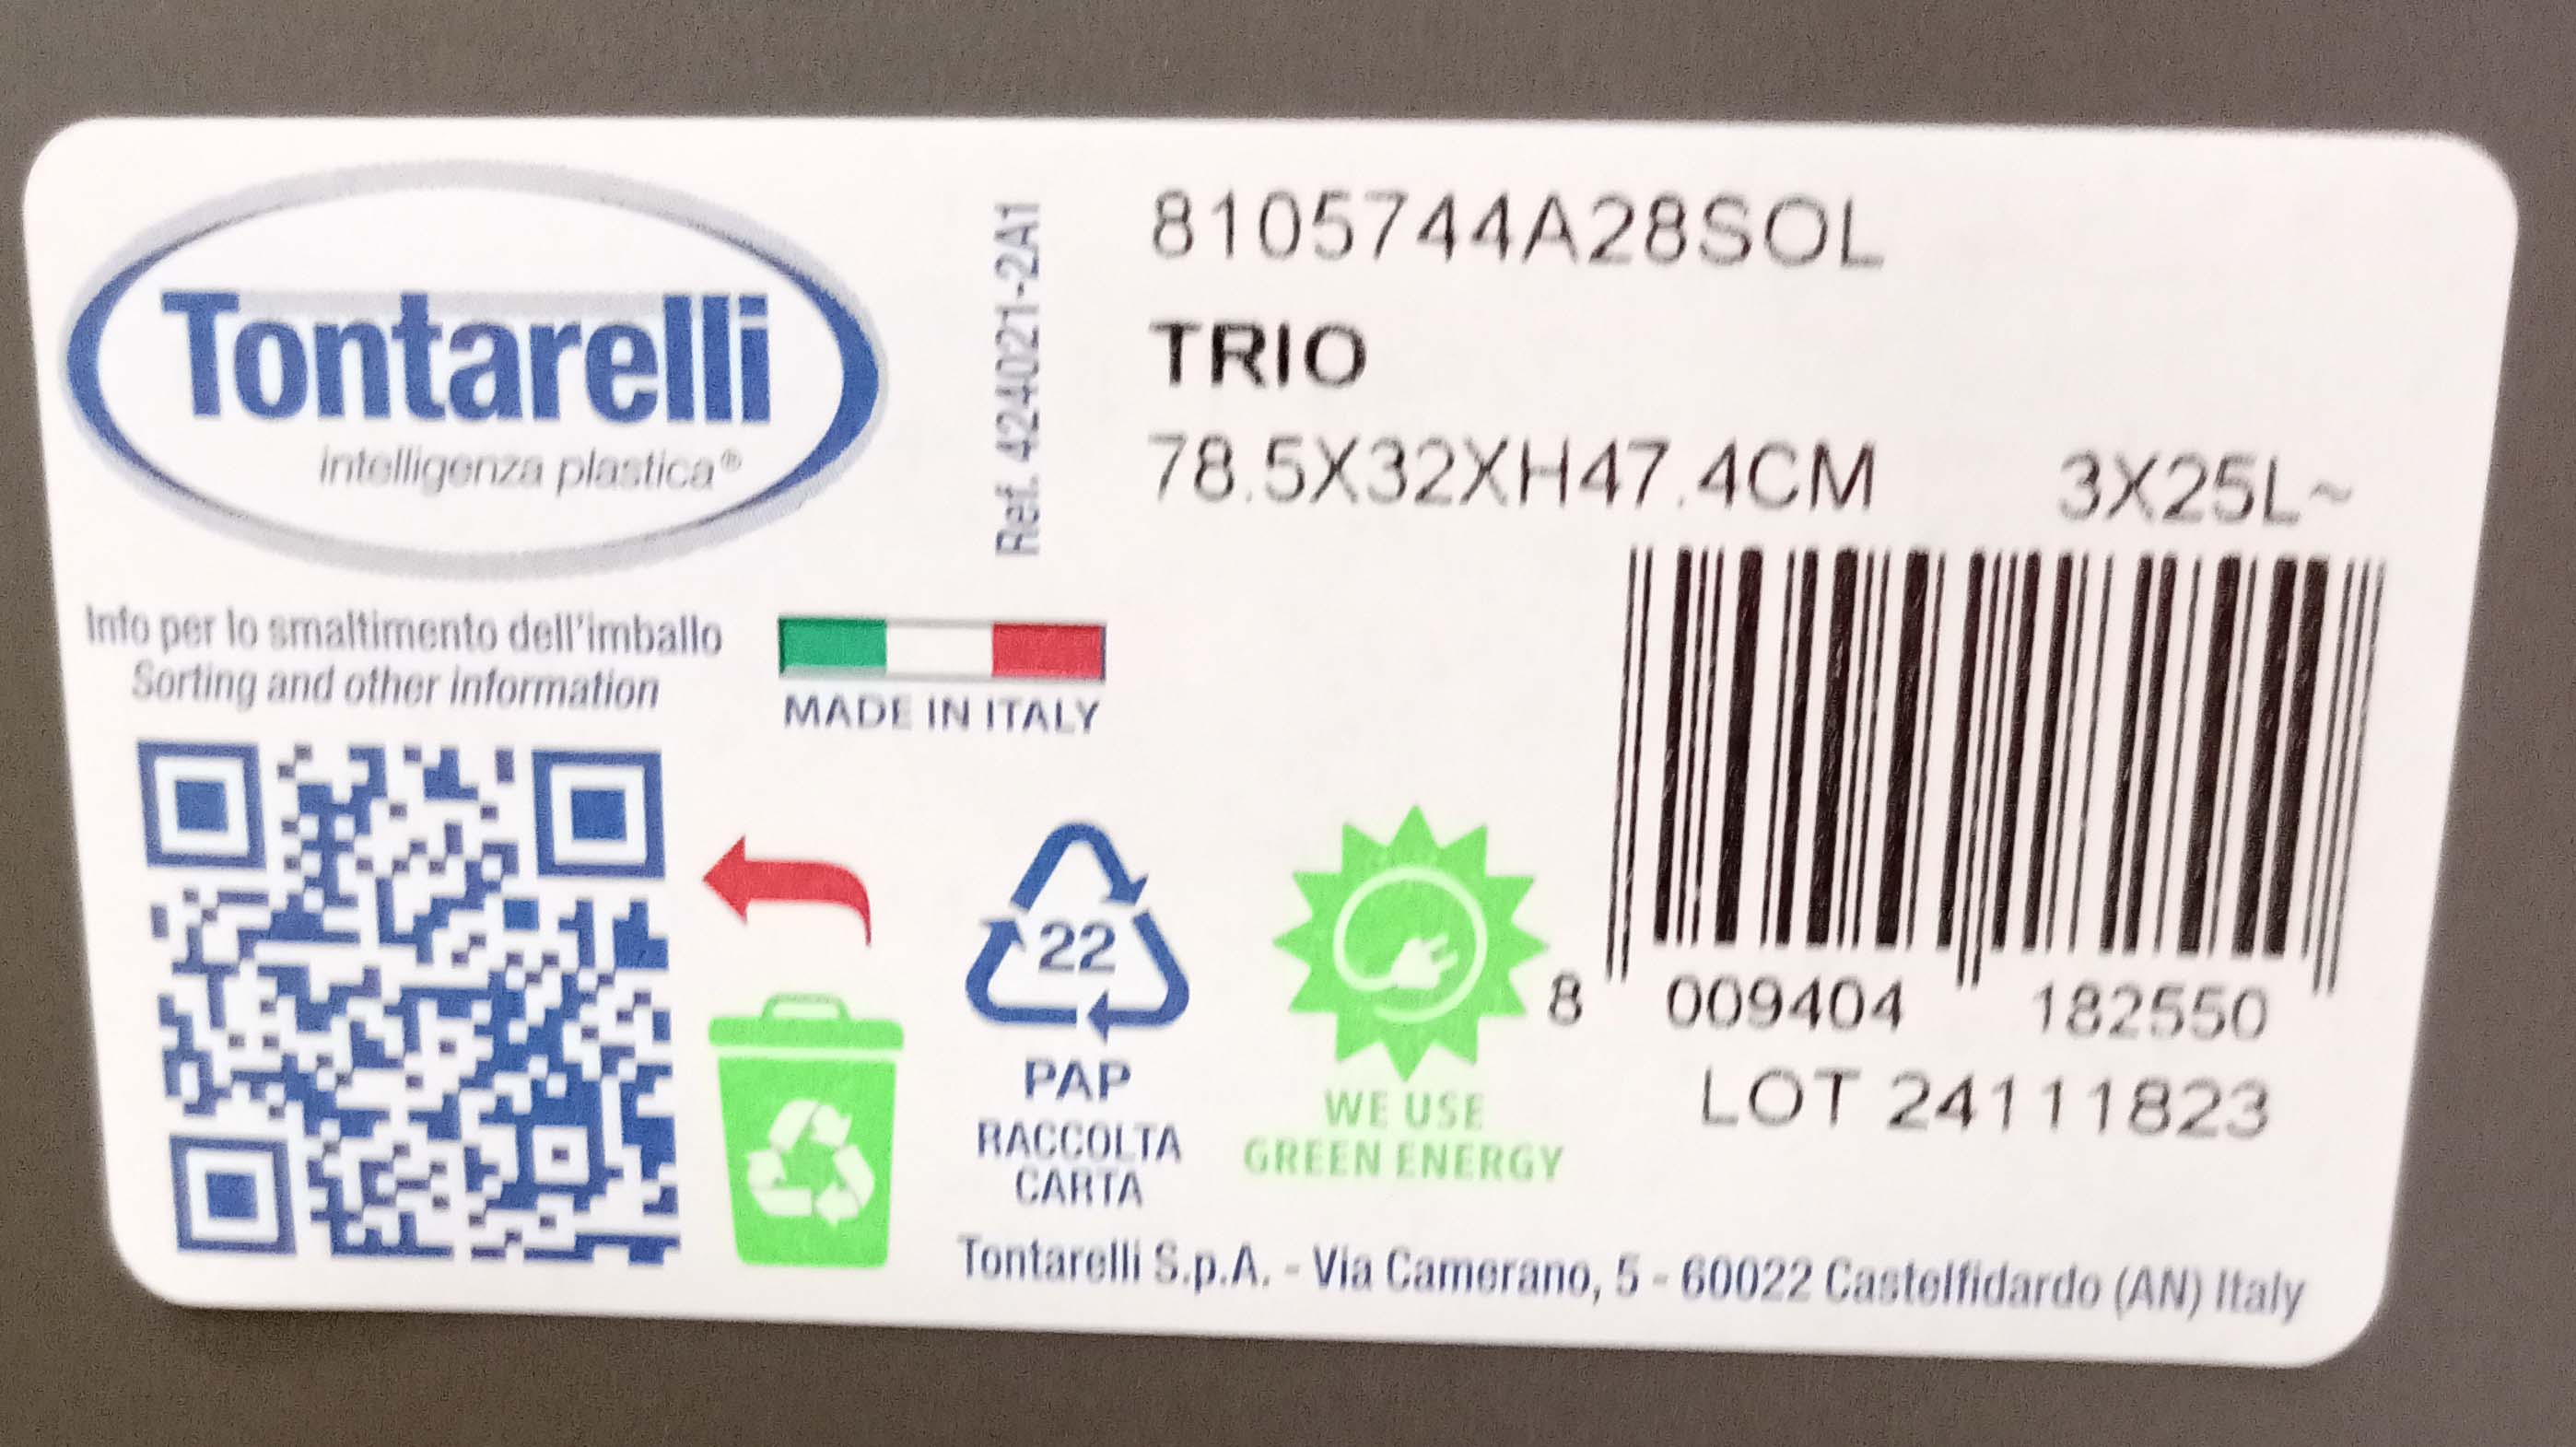 Tontarelli
intelligenza plastica®
Ref. 424021-2A1
8105744A28SOL
TRIO
78.5X32XH47.4CM 3X25L~
Info per lo smaltimento dell'imballo
Sorting and other information
MADE IN ITALY
22
PAP
RACCOLTA
CARTA
WE USE
GREEN ENERGY
8 009404 182550
LOT 24111823
Tontarelli S.p.A. - Via Camerano, 5 - 60022 Castelfidardo (AN) Italy